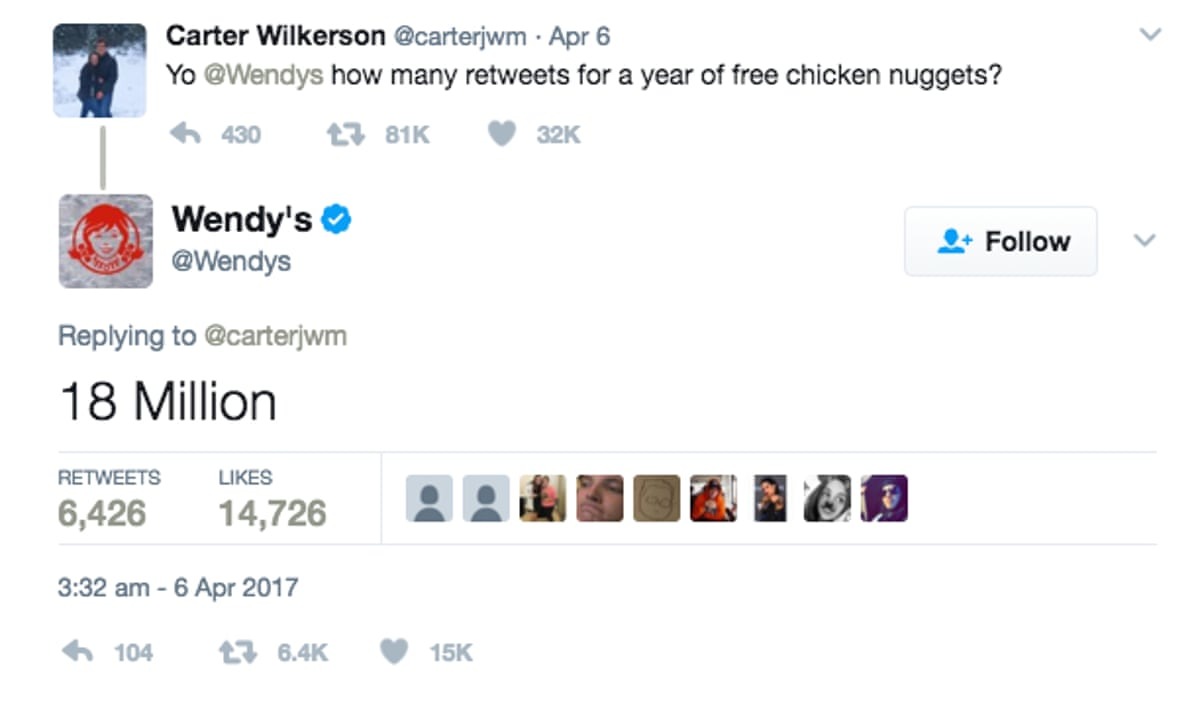 Carter Wilkerson @carterjwm · Apr 6
Yo @Wendys how many retweets for a year of free chicken nuggets?
430 81K 32K
Wendy's
@Wendys
Follow
Replying to @carterjwm
18 Million
RETWEETS LIKES
6,426 14,726
3:32 am - 6 Apr 2017
104 6.4K 15K